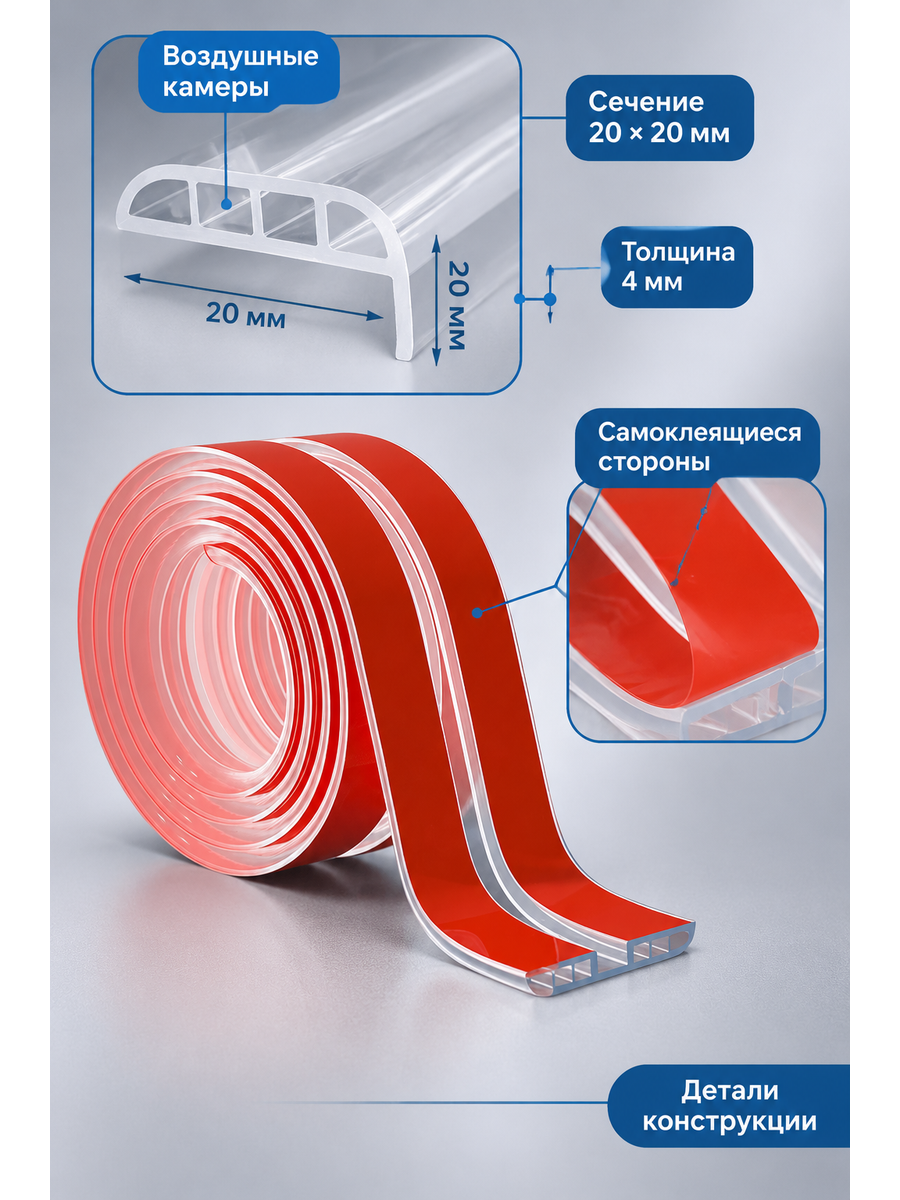 Воздушные
камеры
Сечение
20 × 20 мм
Толщина
4 мм
20 мм
20 мм
Самоклеящиеся
стороны
Детали
конструкции